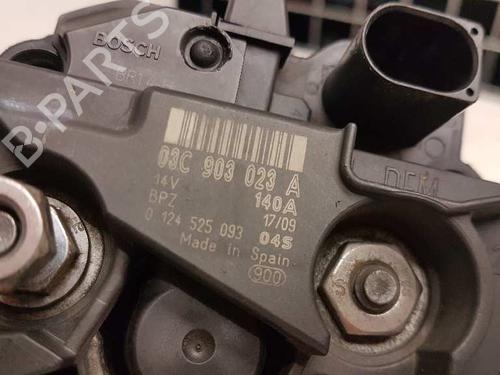 BOSCH
03C 903 023 A
14V 140A
BPZ 17/09
0 124 525 093 04S
Made in Spain
900
B-PARTS